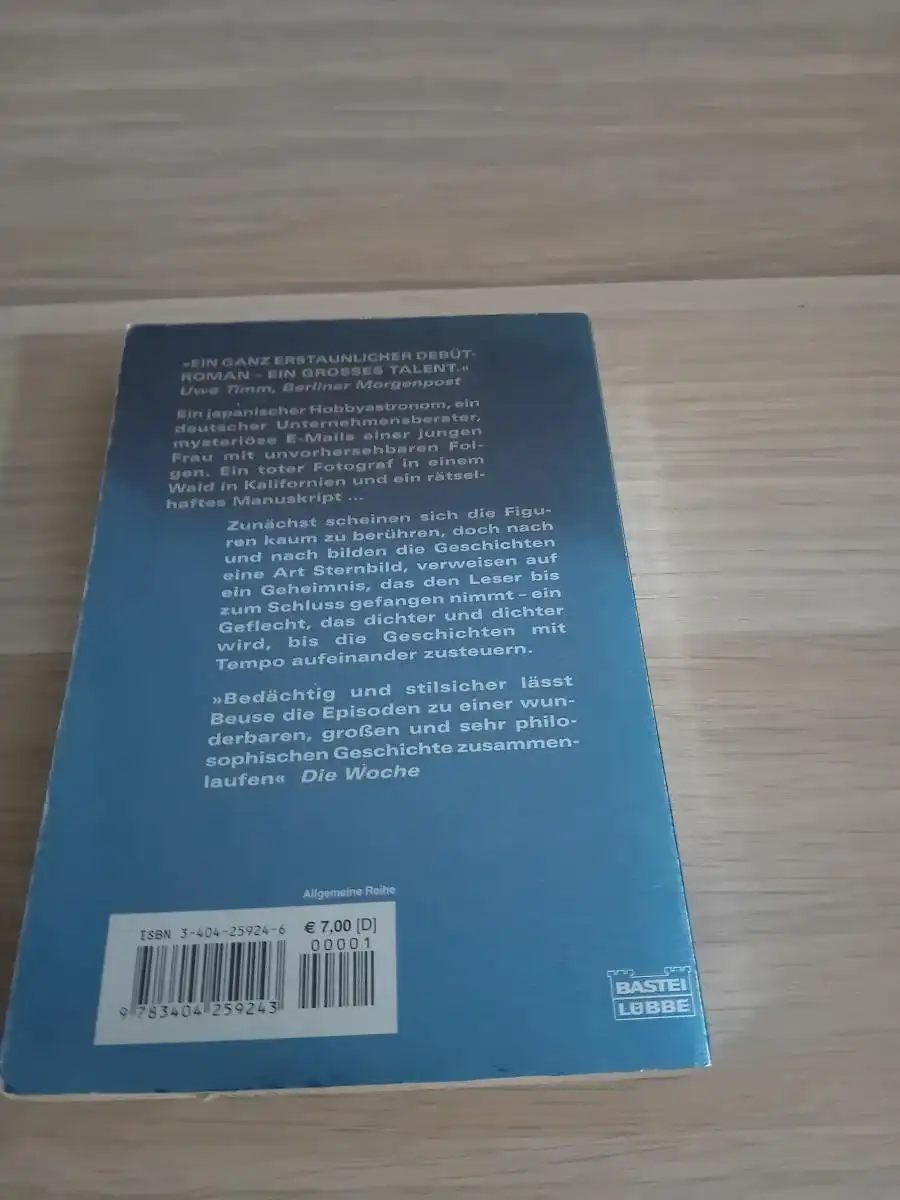 »EIN GANZ ERSTAUNLICHER DEBÜT-
ROMAN – EIN GROSSES TALENT.«
Uwe Timm, Berliner Morgenpost
Ein japanischer Hobbyastronom, ein
deutscher Unternehmensberater,
mysteriöse E-Mails einer jungen
Frau mit unvorhersehbaren Fol-
gen. Ein toter Fotograf in einem
Wald in Kalifornien und ein rätsel-
haftes Manuskript ...
Zunächst scheinen sich die Figu-
ren kaum zu berühren, doch nach
und nach bilden die Geschichten
eine Art Sternbild, verweisen auf
ein Geheimnis, das den Leser bis
zum Schluss gefangen nimmt – ein
Geflecht, das dichter und dichter
wird, bis die Geschichten mit
Tempo aufeinander zusteuern.
»Bedächtig und stilsicher lässt
Beuse die Episoden zu einer wun-
derbaren, großen und sehr philo-
sophischen Geschichte zusammen-
laufen« Die Woche
Allgemeine Reihe
ISBN 3-404-25924-6 € 7,00 [D]
00001
9 783404 259243
BASTEI
LÜBBE